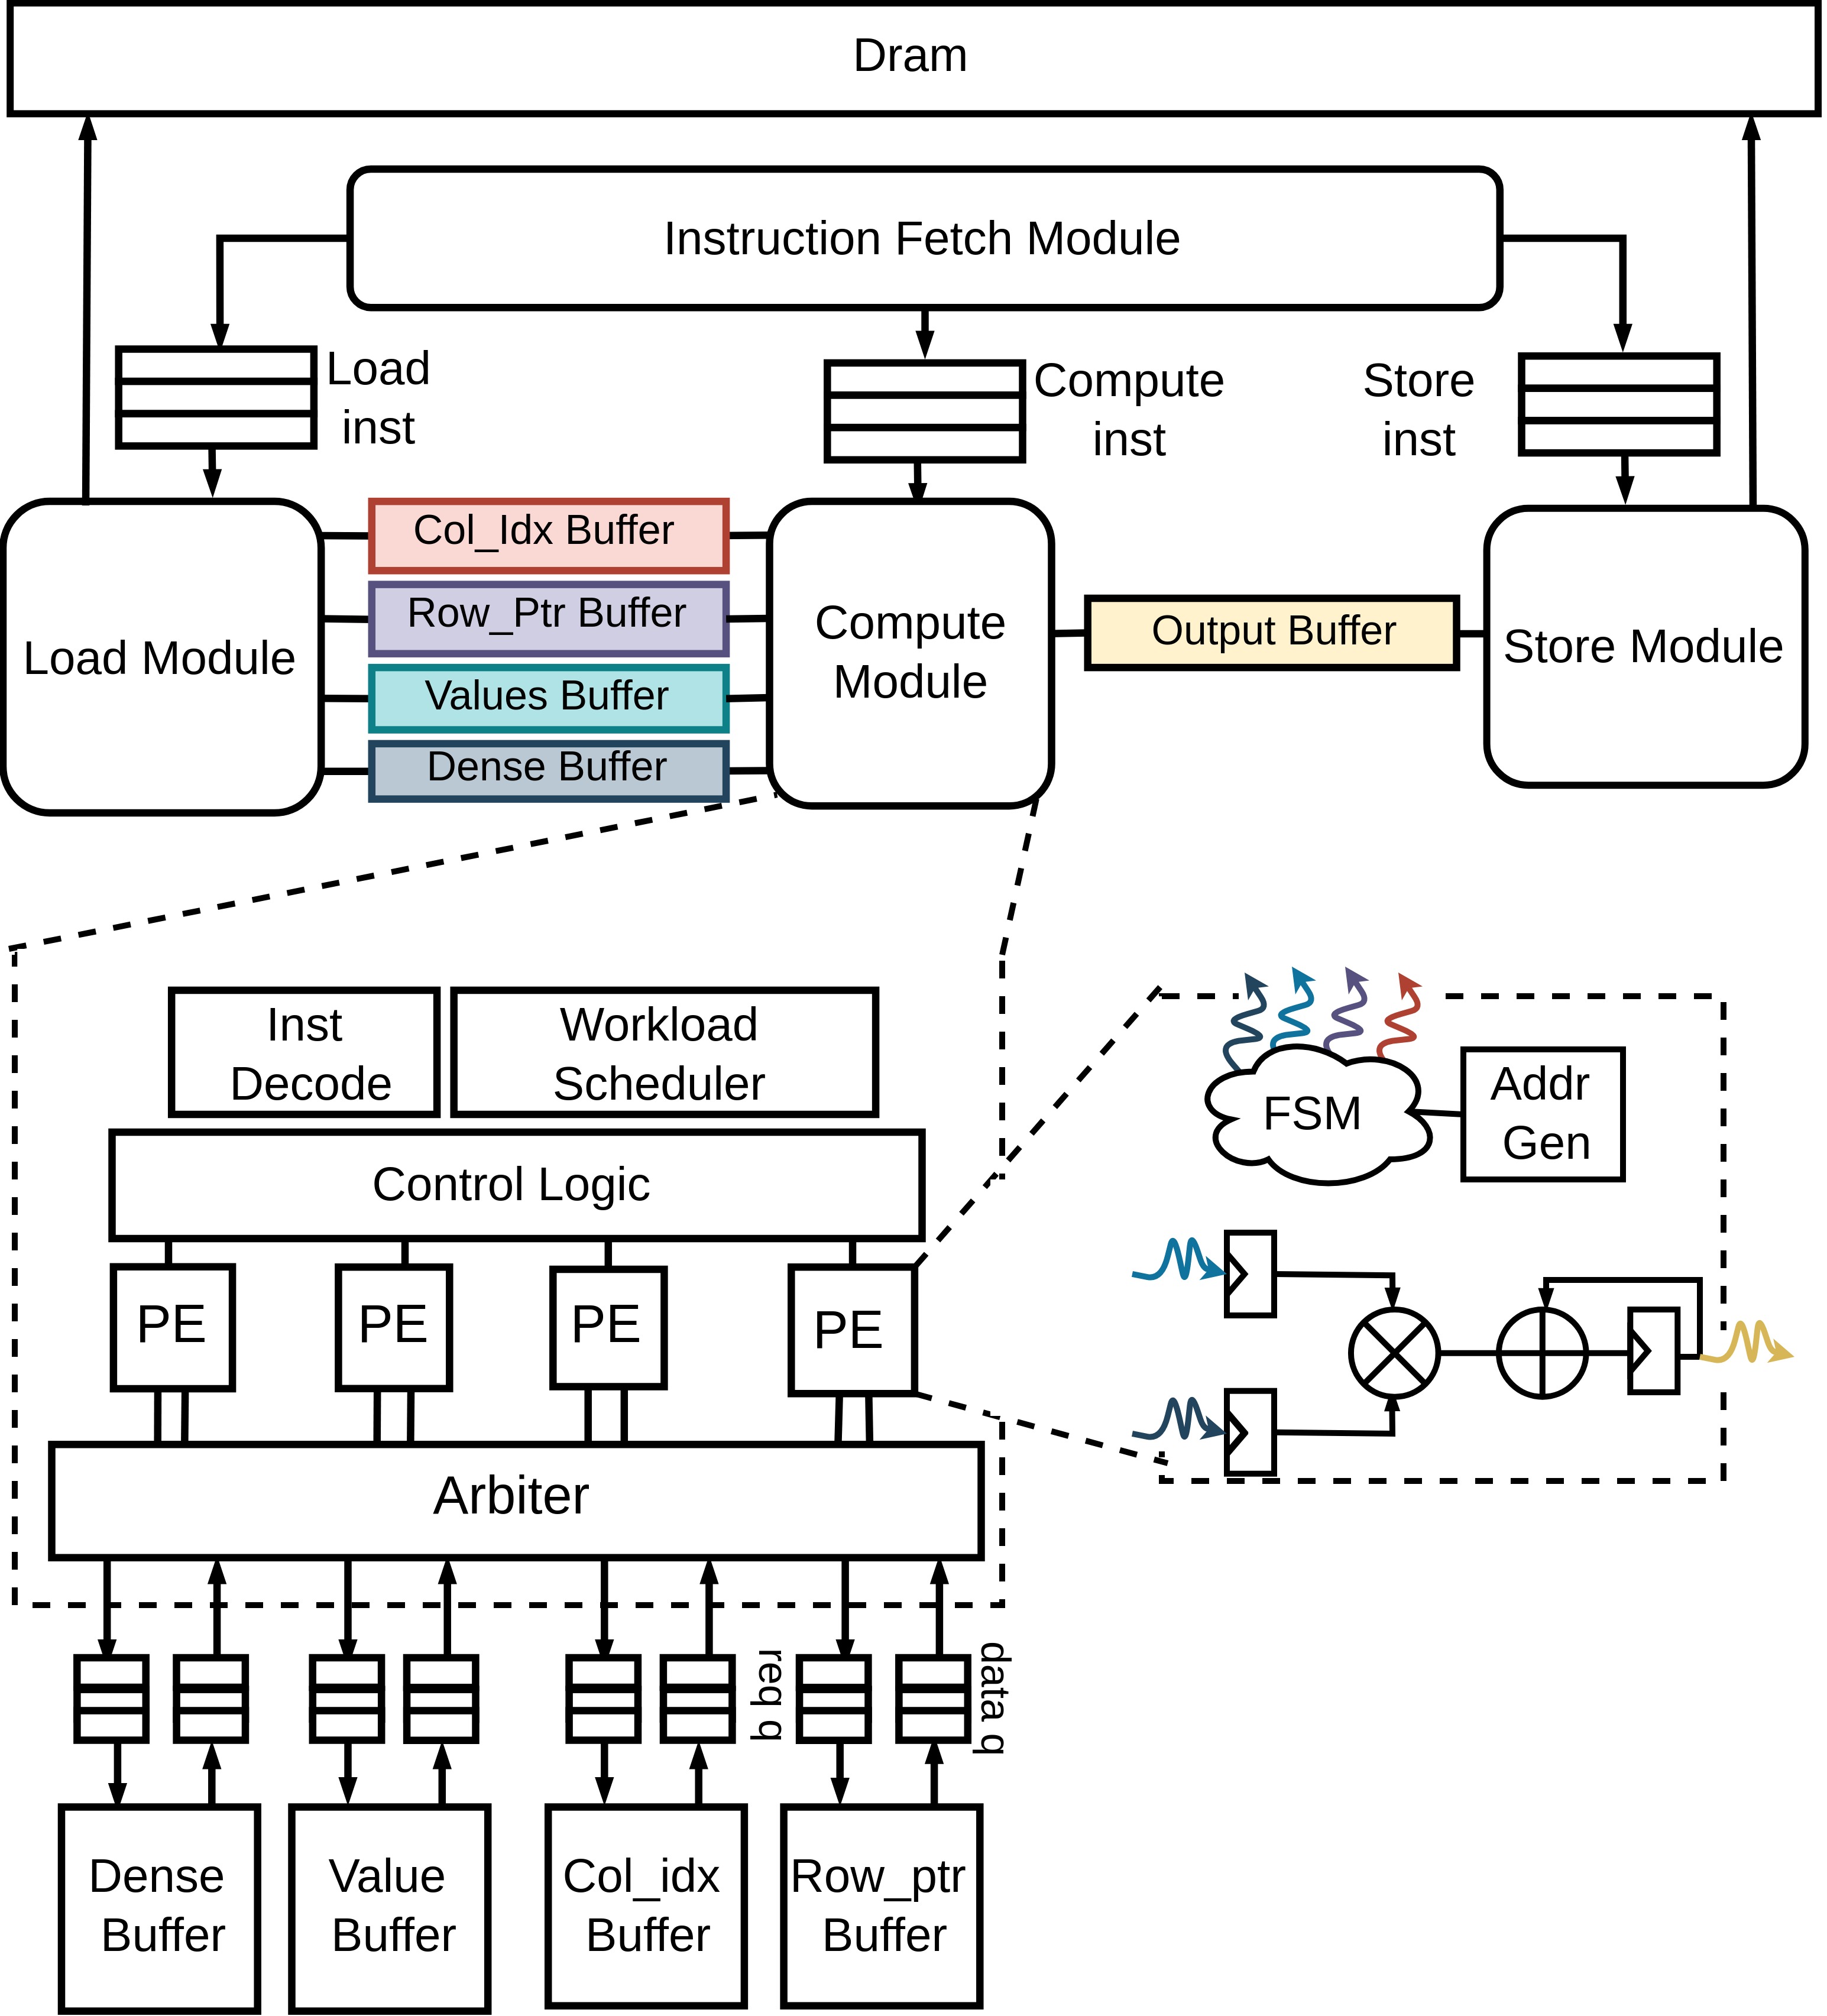 Dram
Instruction Fetch Module
Load
inst
Compute
inst
Store
inst
Col_Idx Buffer
Row_Ptr Buffer
Values Buffer
Dense Buffer
Load Module
Compute
Module
Output Buffer
Store Module
Inst
Decode
Workload
Scheduler
Control Logic
PE
PE
PE
PE
Arbiter
FSM
Addr
Gen
req q
data q
Dense
Buffer
Value
Buffer
Col_idx
Buffer
Row_ptr
Buffer